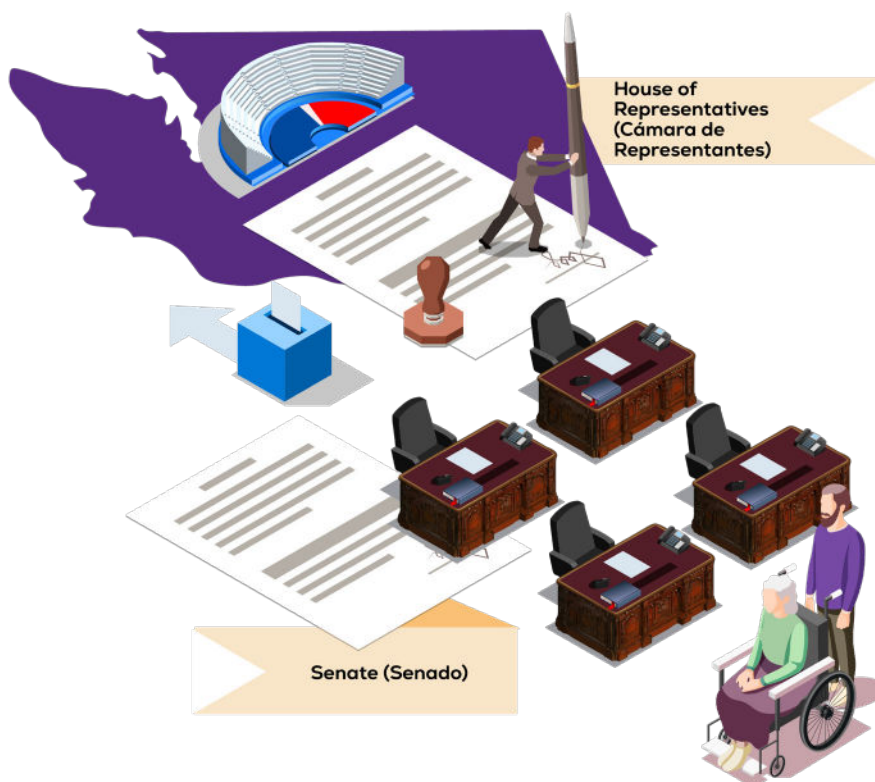 House of
Representatives
(Cámara de
Representantes)
Senate (Senado)